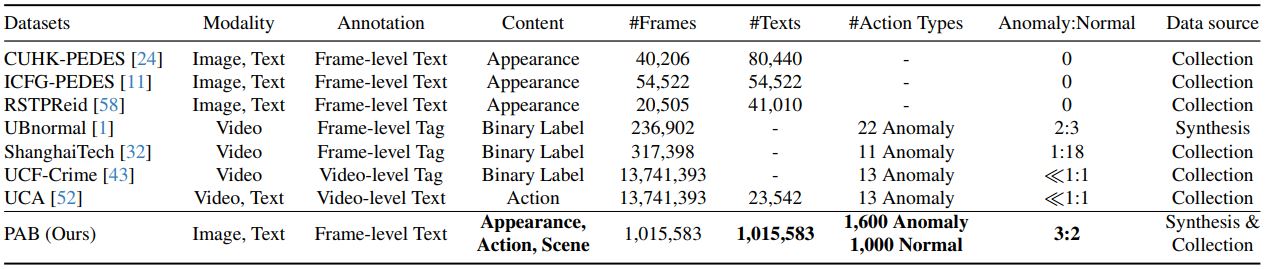 Datasets Modality Annotation Content #Frames #Texts #Action Types Anomaly:Normal Data source
CUHK-PEDES [24] Image, Text Frame-level Text Appearance 40,206 80,440 - 0 Collection
ICFG-PEDES [11] Image, Text Frame-level Text Appearance 54,522 54,522 - 0 Collection
RSTPReid [58] Image, Text Frame-level Text Appearance 20,505 41,010 - 0 Collection
UBnormal [1] Video Frame-level Tag Binary Label 236,902 - 22 Anomaly 2:3 Synthesis
ShanghaiTech [32] Video Frame-level Tag Binary Label 317,398 - 11 Anomaly 1:18 Collection
UCF-Crime [43] Video Video-level Tag Binary Label 13,741,393 - 13 Anomaly ≪1:1 Collection
UCA [52] Video, Text Video-level Text Action 13,741,393 23,542 13 Anomaly ≪1:1 Collection
Appearance, 1,600 Anomaly Synthesis &
PAB (Ours) Image, Text Frame-level Text 1,015,583 1,015,583 3:2
Action, Scene 1,000 Normal Collection